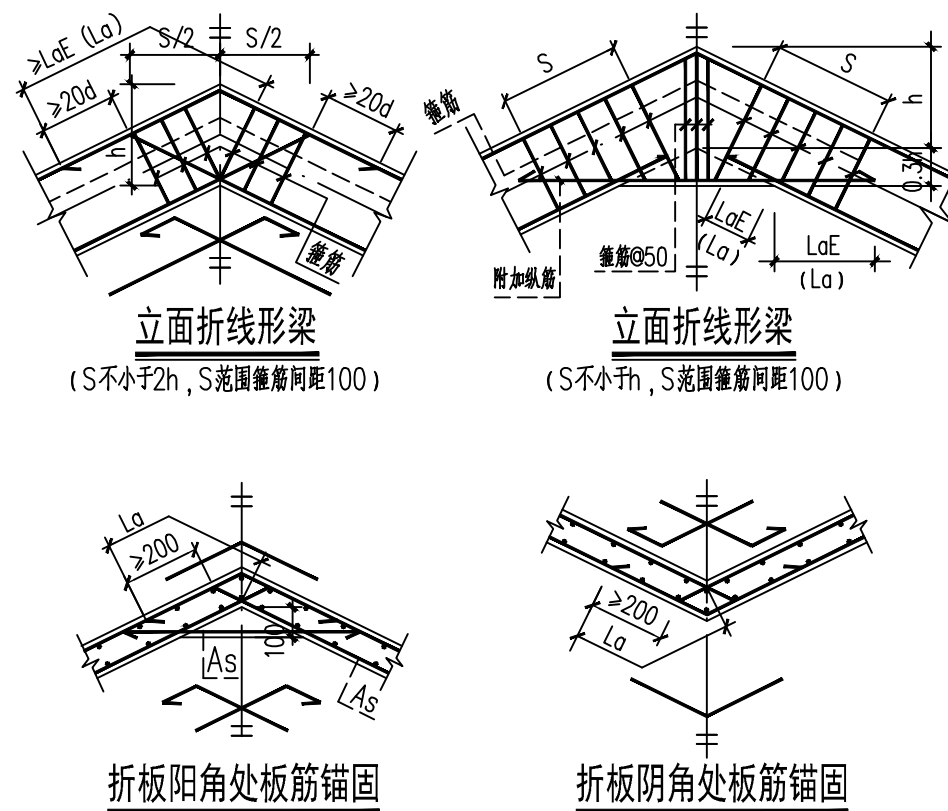 ≥LaE (La)
S/2
S/2
≥20d
≥20d
h
箍筋
立面折线形梁
(S不小于2h,S范围箍筋间距100)
S
S
箍筋
h
0.3h
LaE
(La)
LaE
(La)
箍筋@50
附加纵筋
立面折线形梁
(S不小于h,S范围箍筋间距100)
La
≥200
100
As
As
折板阳角处板筋锚固
≥200
La
折板阴角处板筋锚固